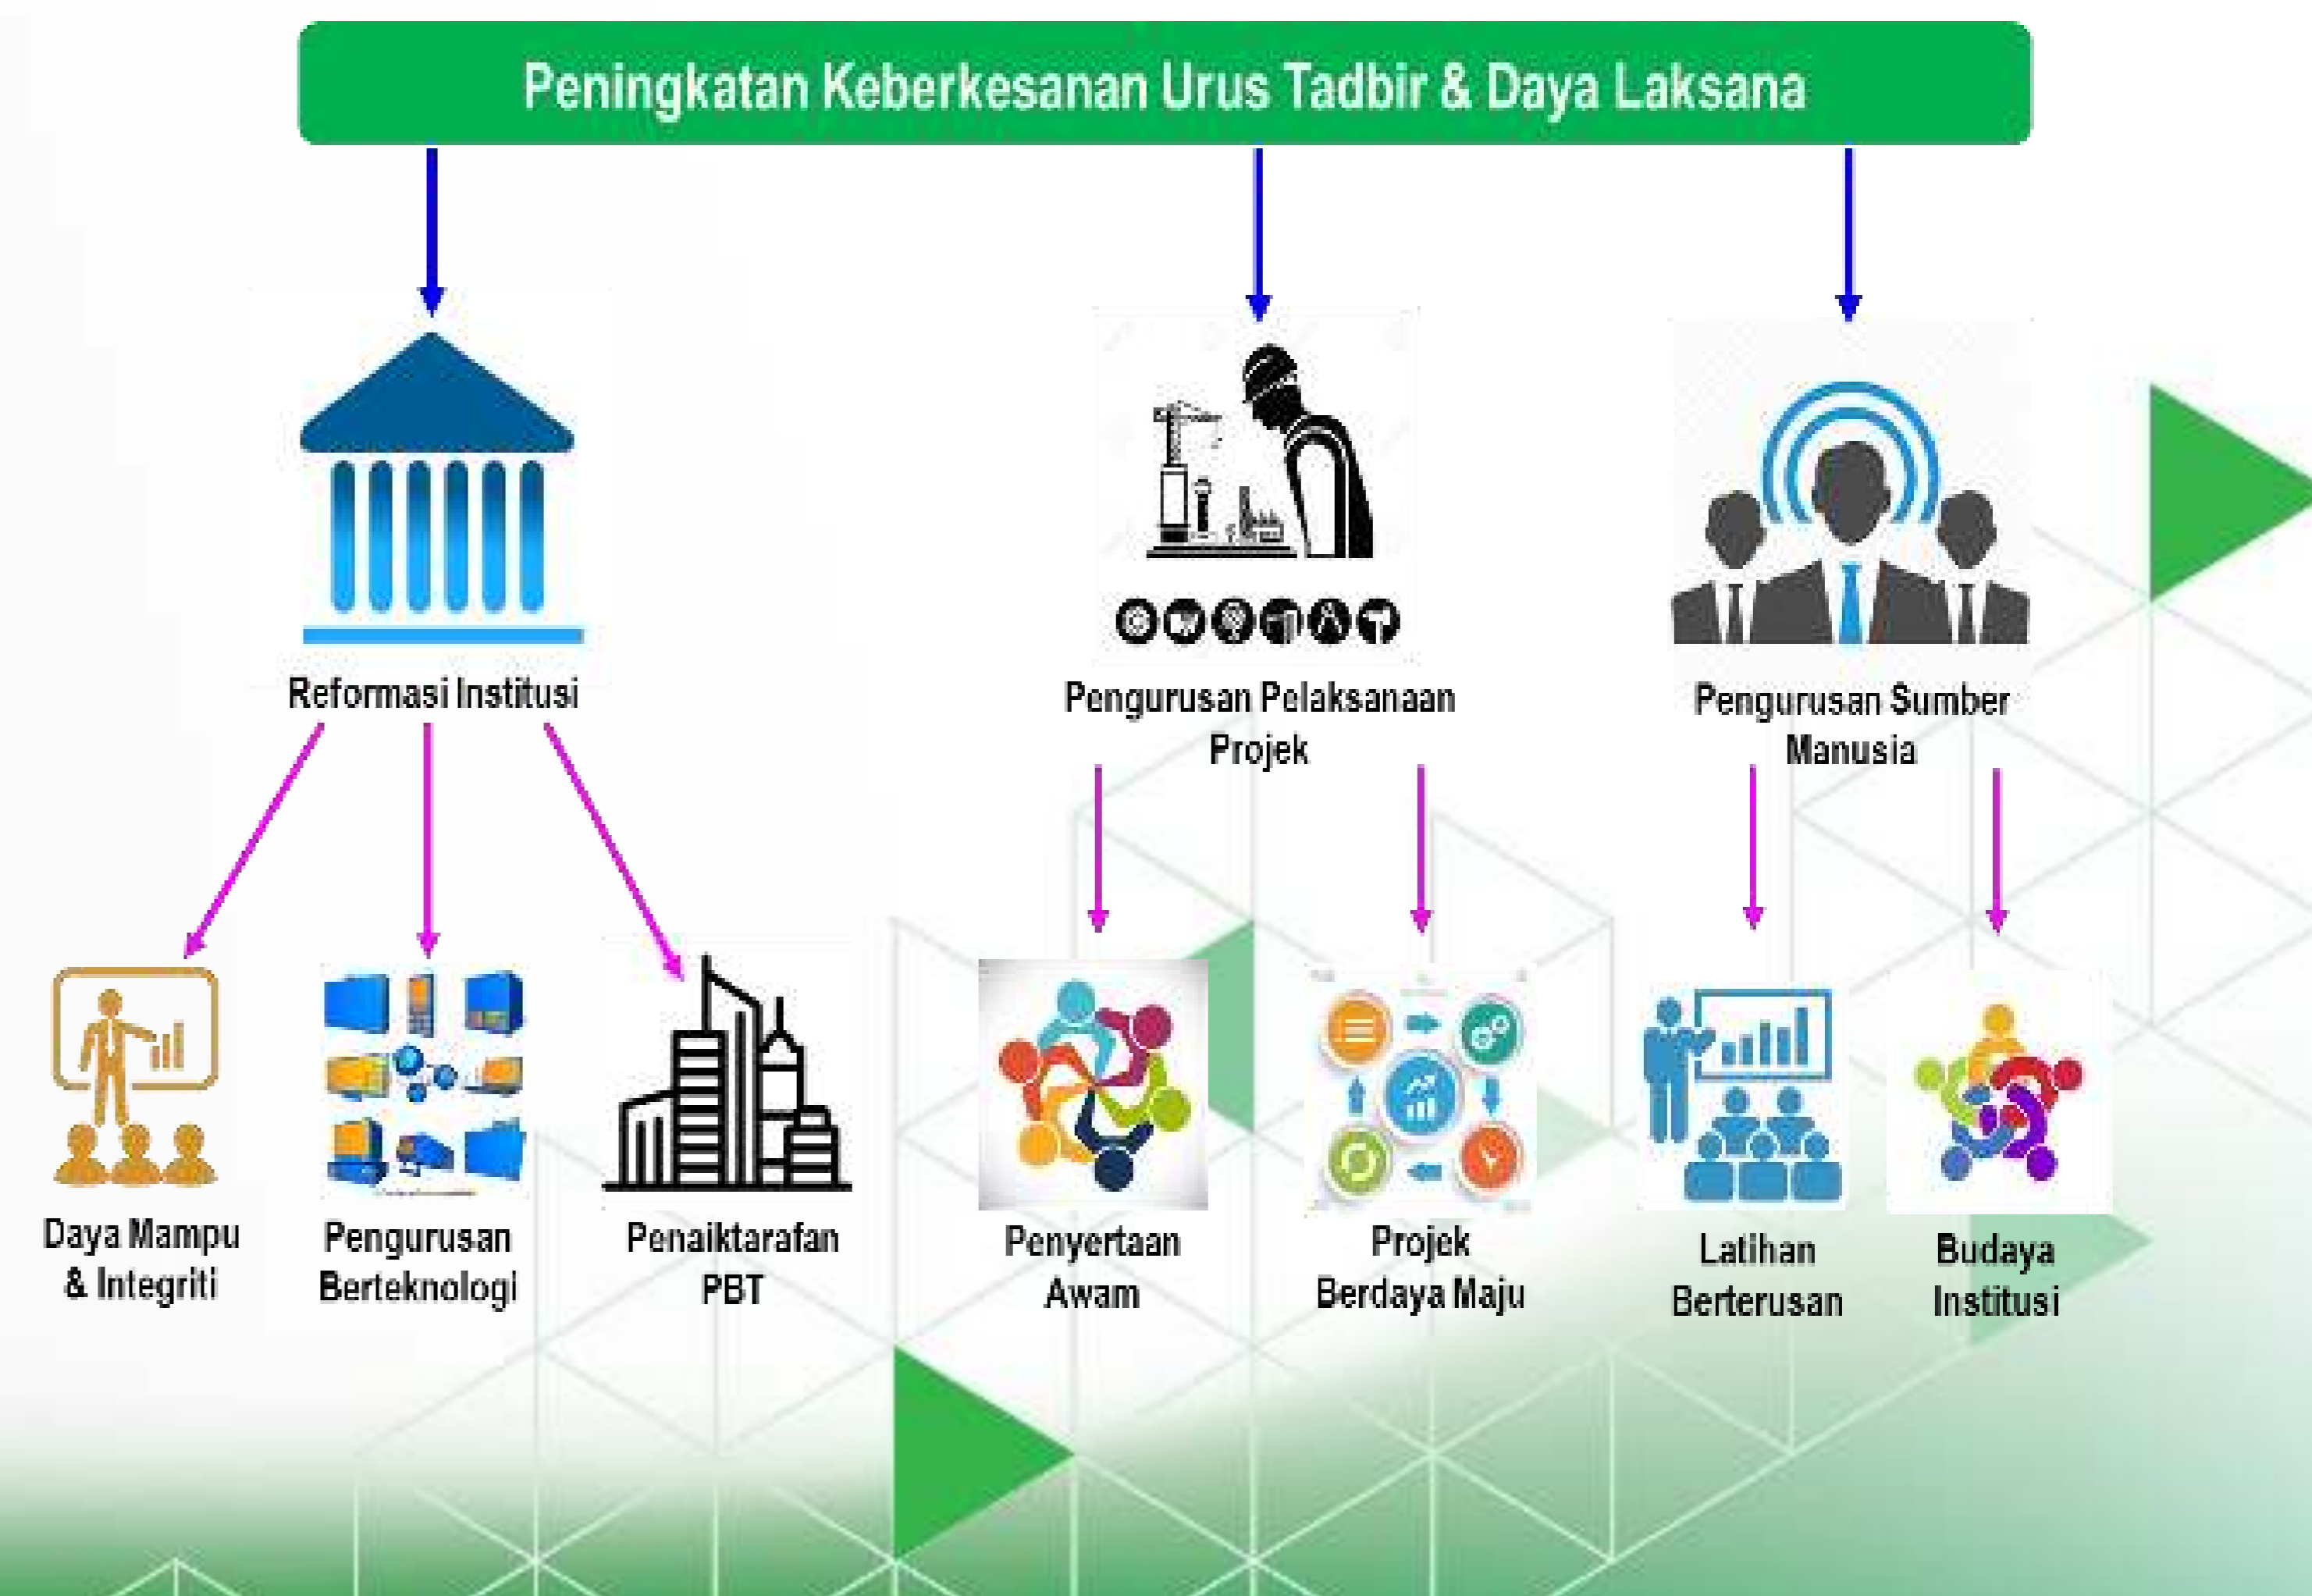 Peningkatan Keberkesanan Urus Tadbir & Daya Laksana
Reformasi Institusi
Pengurusan Pelaksanaan
Projek
Pengurusan Sumber
Manusia
Daya Mampu
& Integriti
Pengurusan
Berteknologi
Penaiktarafan
PBT
Penyertaan
Awam
Projek
Berdaya Maju
Latihan
Berterusan
Budaya
Institusi